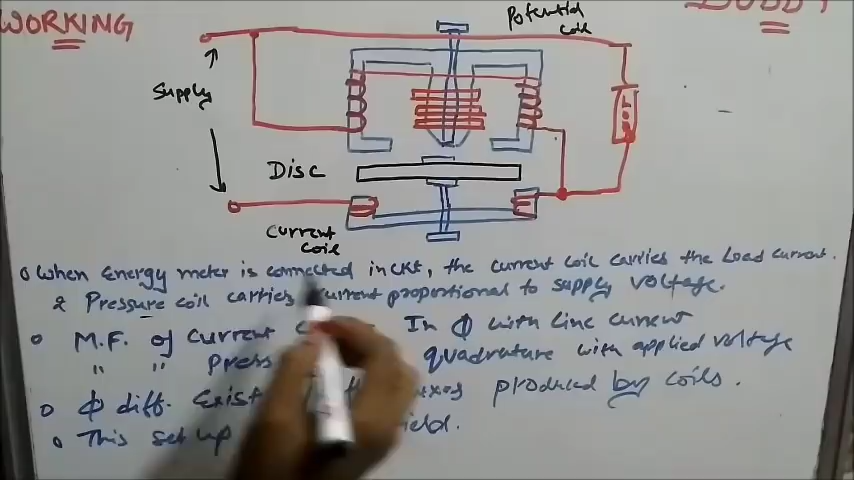 WORKING
Potential
coil
Supply
LOAD
Disc
Current
coil
o When Energy meter is connected in CKt, the current coil carries the Load current.
& Pressure coil carries current proportional to supply voltage.
o M.F. of Current In ϕ with line current
" " Press quadrature with applied voltage
o ϕ diff. Exist produced by coils.
o This set up